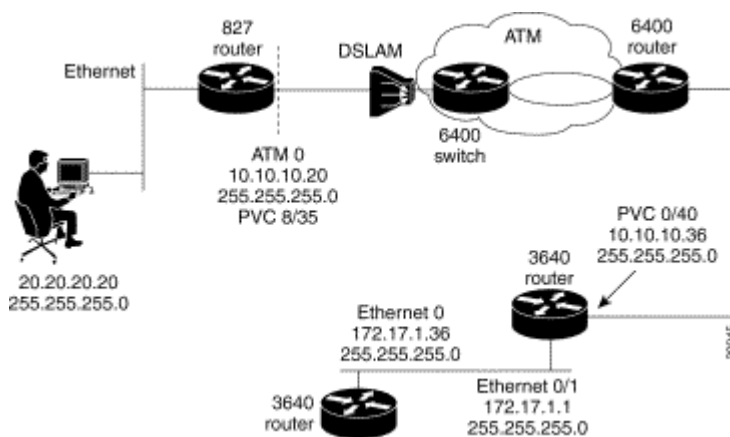 827
router
Ethernet
DSLAM
ATM
6400
router
6400
switch
ATM 0
10.10.10.20
255.255.255.0
PVC 8/35
20.20.20.20
255.255.255.0
PVC 0/40
10.10.10.36
255.255.255.0
3640
router
Ethernet 0
172.17.1.36
255.255.255.0
3640
router
Ethernet 0/1
172.17.1.1
255.255.255.0